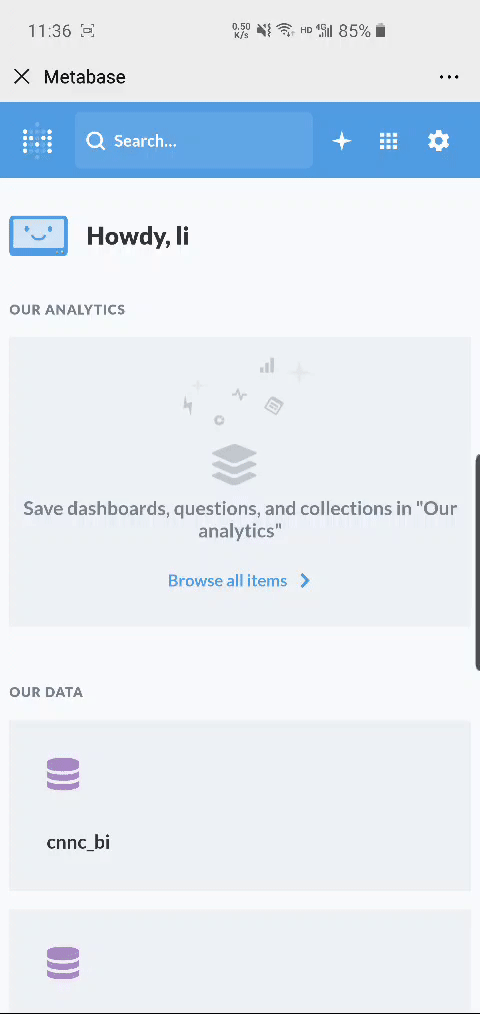 11:36
0.50
K/s
HD
4G
85%
Metabase
Search...
Howdy, li
OUR ANALYTICS
Save dashboards, questions, and collections in "Our
analytics"
Browse all items
OUR DATA
cnnc_bi